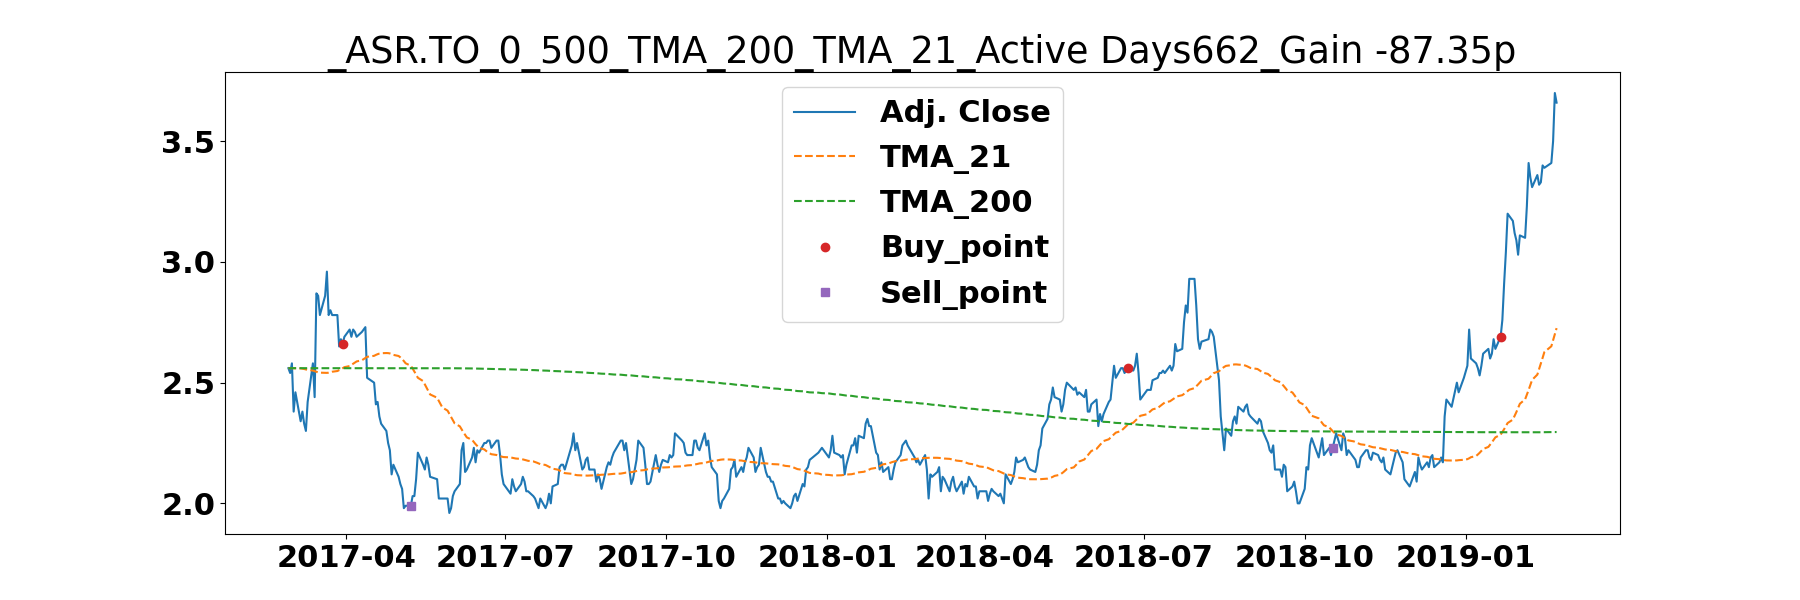 _ASR.TO_0_500_TMA_200_TMA_21_Active Days662_Gain -87.35p
Adj. Close
TMA_21
TMA_200
Buy_point
Sell_point
3.5
3.0
2.5
2.0
2017-04 2017-07 2017-10 2018-01 2018-04 2018-07 2018-10 2019-01